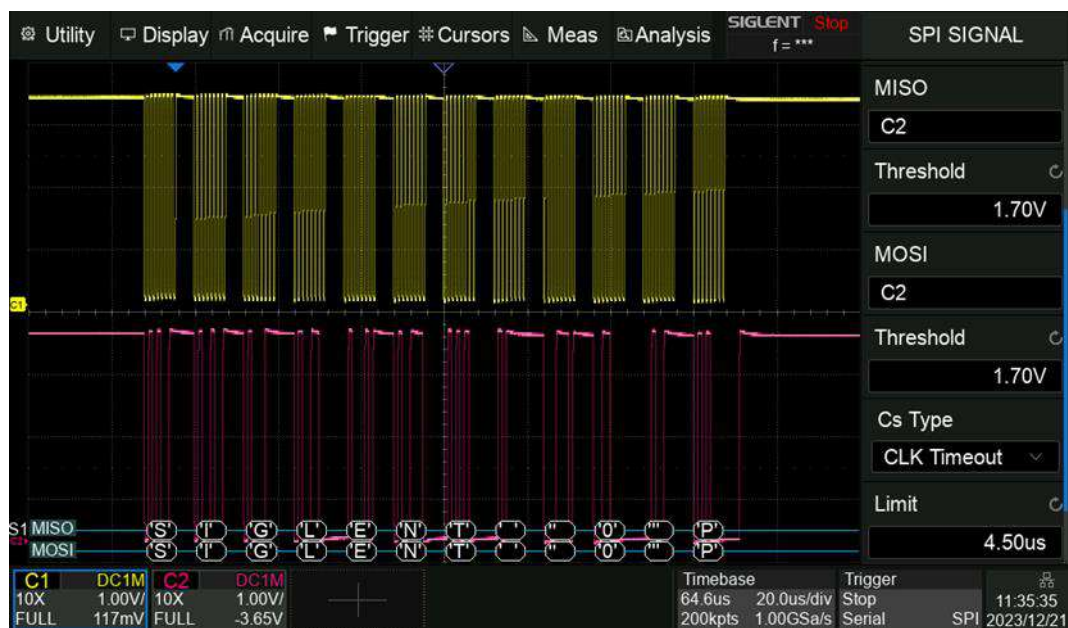 Utility Display Acquire Trigger Cursors Meas Analysis
SIGLENT Stop
f = ***
SPI SIGNAL
MISO
C2
Threshold
1.70V
MOSI
C2
Threshold
1.70V
Cs Type
CLK Timeout
Limit
4.50us
C1
S1 MISO 'S' 'I' 'G' 'L' 'E' 'N' 'T' ' ' '' '0' ''' 'P'
MOSI 'S' 'I' 'G' 'L' 'E' 'N' 'T' ' ' '' '0' ''' 'P'
C1 DC1M
10X 1.00V/
FULL 117mV
C2 DC1M
10X 1.00V/
FULL -3.65V
Timebase
64.6us 20.0us/div
200kpts 1.00GSa/s
Trigger
Stop
Serial SPI
11:35:35
2023/12/21